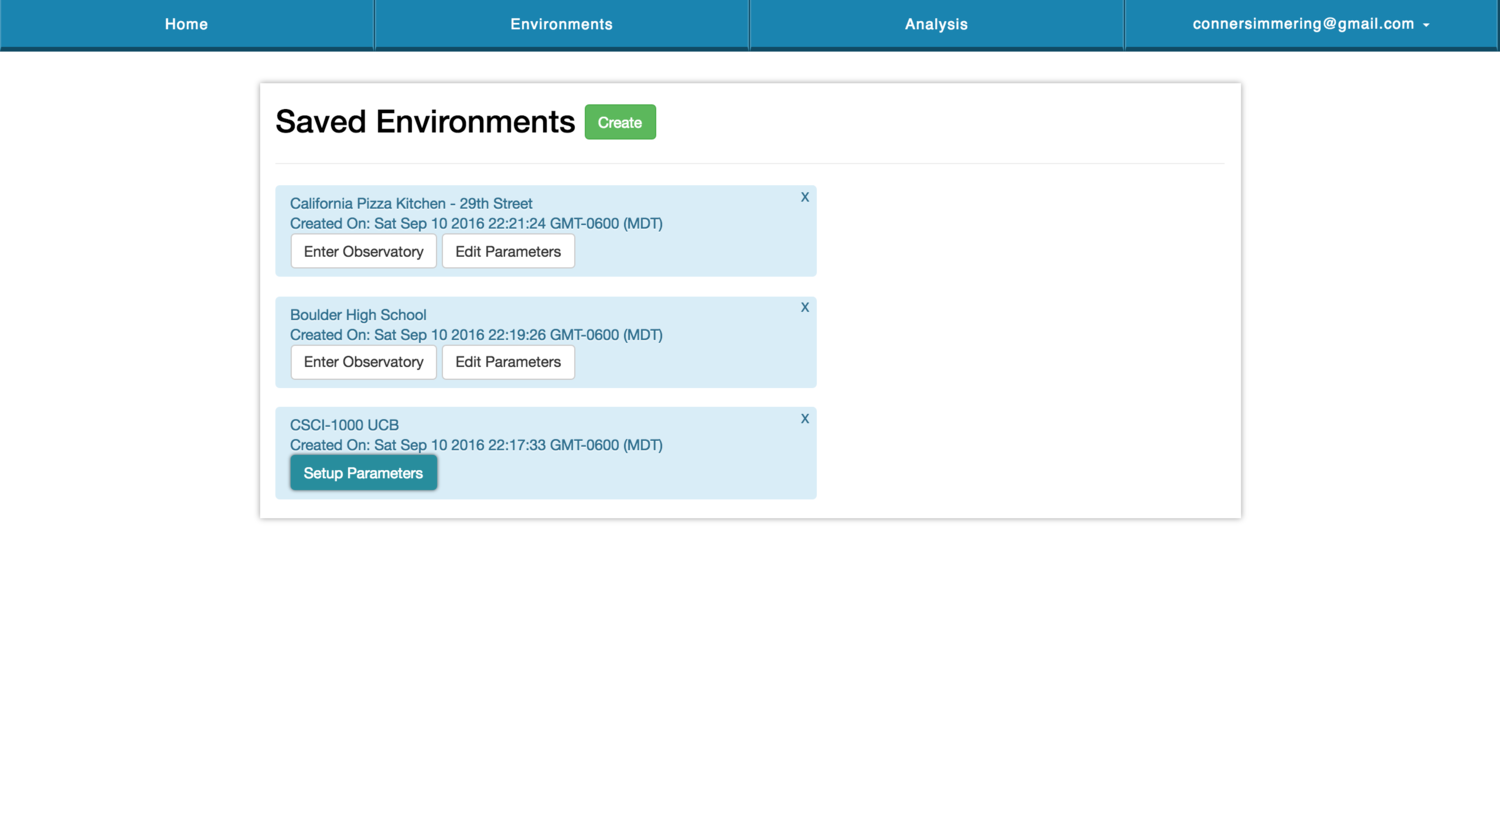 Home Environments Analysis connersimmering@gmail.com
Saved Environments Create
California Pizza Kitchen - 29th Street X
Created On: Sat Sep 10 2016 22:21:24 GMT-0600 (MDT)
Enter Observatory Edit Parameters
Boulder High School X
Created On: Sat Sep 10 2016 22:19:26 GMT-0600 (MDT)
Enter Observatory Edit Parameters
CSCI-1000 UCB X
Created On: Sat Sep 10 2016 22:17:33 GMT-0600 (MDT)
Setup Parameters